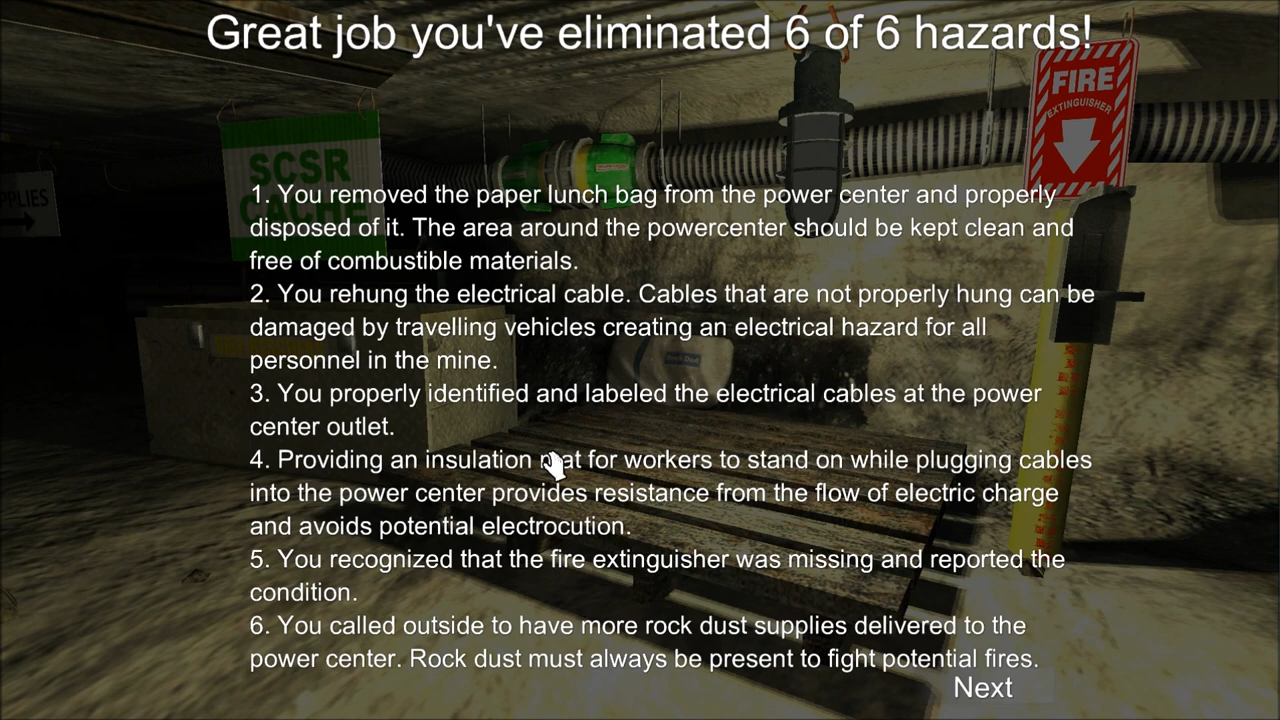 Great job you've eliminated 6 of 6 hazards!
FIRE
EXTINGUISHER
SCSR
CACHE
PPLIES
1. You removed the paper lunch bag from the power center and properly
disposed of it. The area around the powercenter should be kept clean and
free of combustible materials.
2. You rehung the electrical cable. Cables that are not properly hung can be
damaged by travelling vehicles creating an electrical hazard for all
personnel in the mine.
3. You properly identified and labeled the electrical cables at the power
center outlet.
4. Providing an insulation mat for workers to stand on while plugging cables
into the power center provides resistance from the flow of electric charge
and avoids potential electrocution.
5. You recognized that the fire extinguisher was missing and reported the
condition.
6. You called outside to have more rock dust supplies delivered to the
power center. Rock dust must always be present to fight potential fires.
Rock Dust
Next